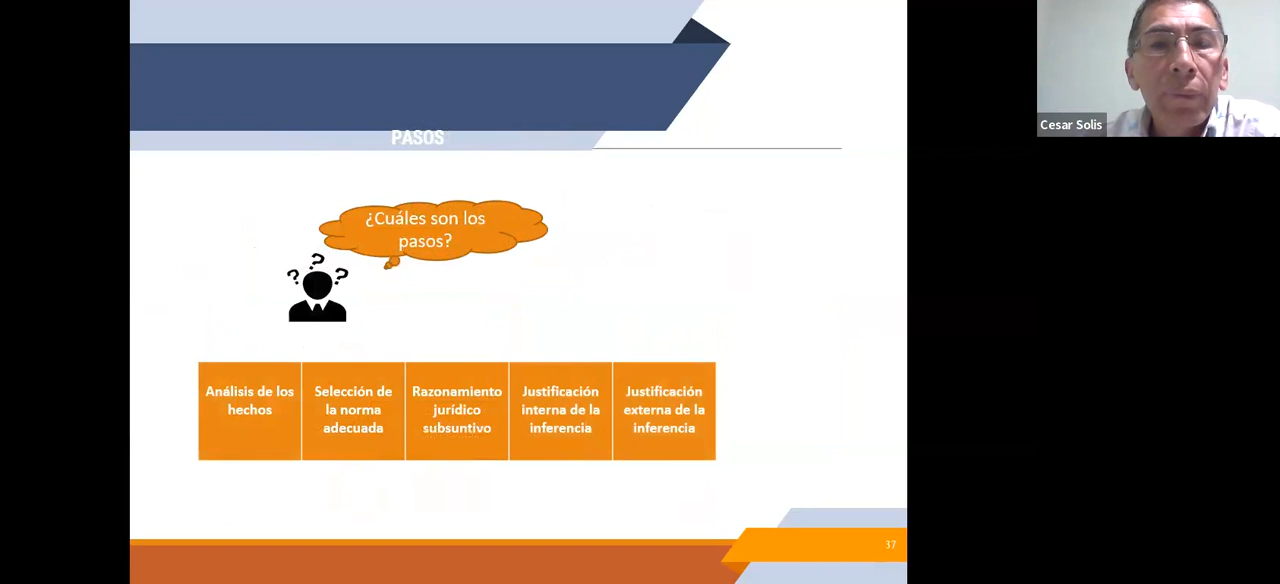 PASOS
Cesar Solis
¿Cuáles son los
pasos?
? ? ?
Análisis de los
hechos
Selección de
la norma
adecuada
Razonamiento
jurídico
subsuntivo
Justificación
interna de la
inferencia
Justificación
externa de la
inferencia
37